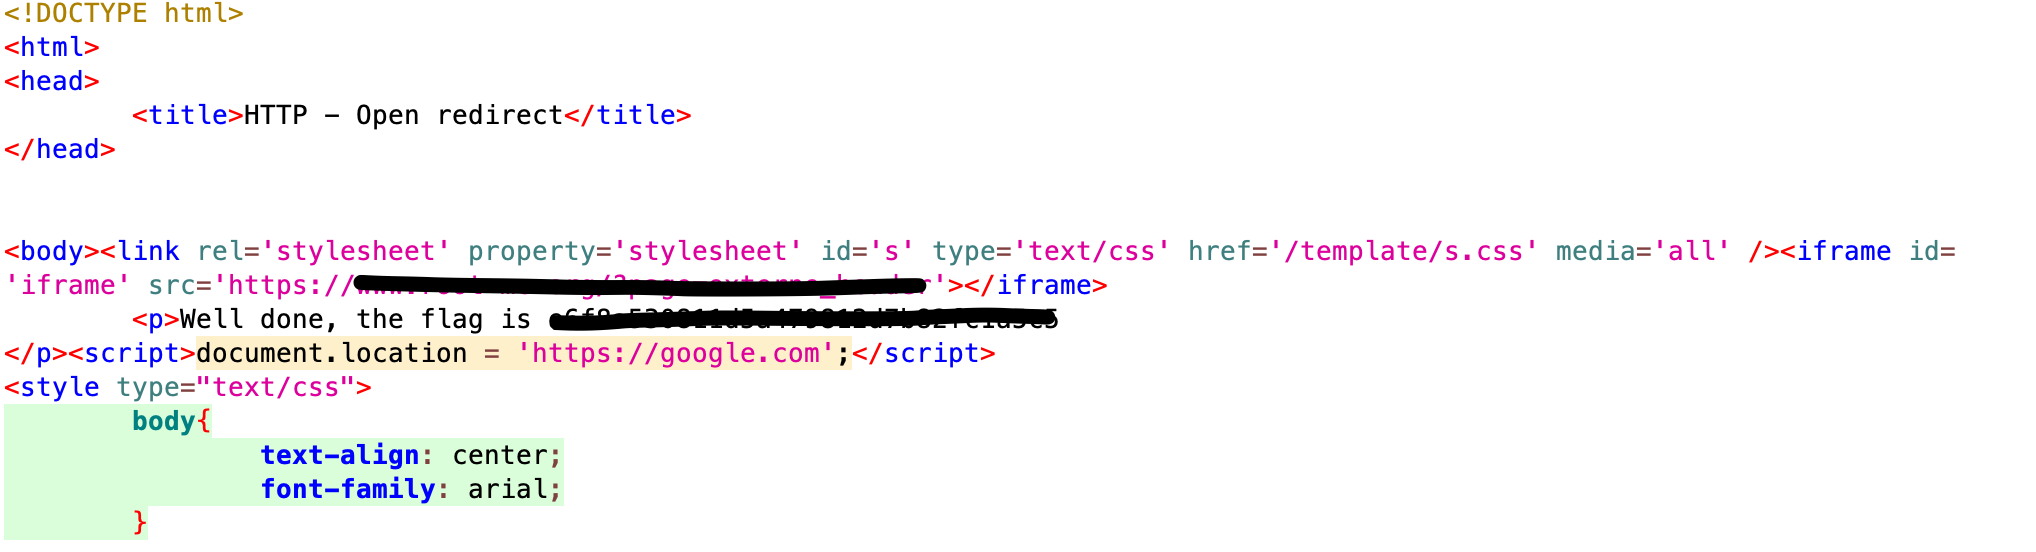 <!DOCTYPE html>
<html>
<head>
<title>HTTP - Open redirect</title>
</head>
<body><link rel='stylesheet' property='stylesheet' id='s' type='text/css' href='/template/s.css' media='all' /><iframe id=
'iframe' src='https:// '></iframe>
<p>Well done, the flag is
</p><script>document.location = 'https://google.com';</script>
<style type="text/css">
body{
text-align: center;
font-family: arial;
}